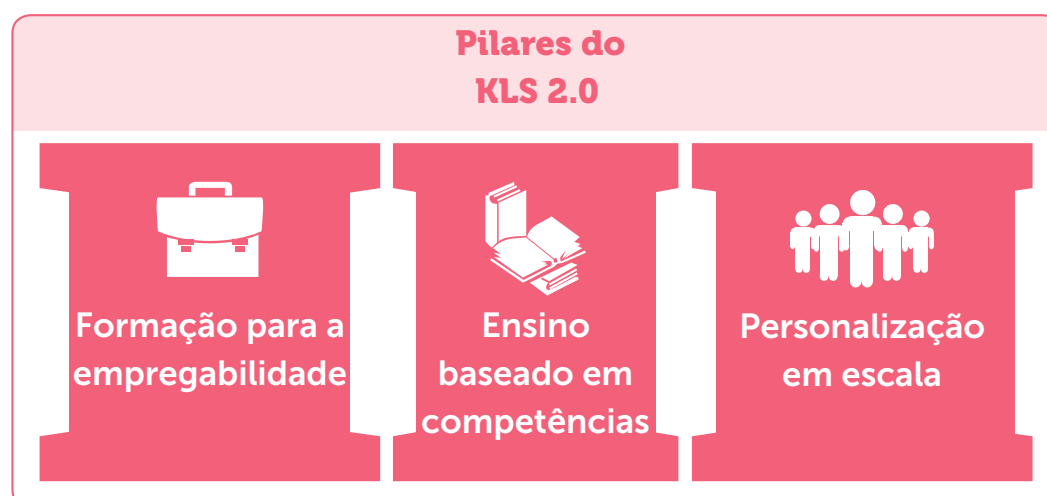 Pilares do
KLS 2.0
Formação para a
empregabilidade
Ensino
baseado em
competências
Personalização
em escala